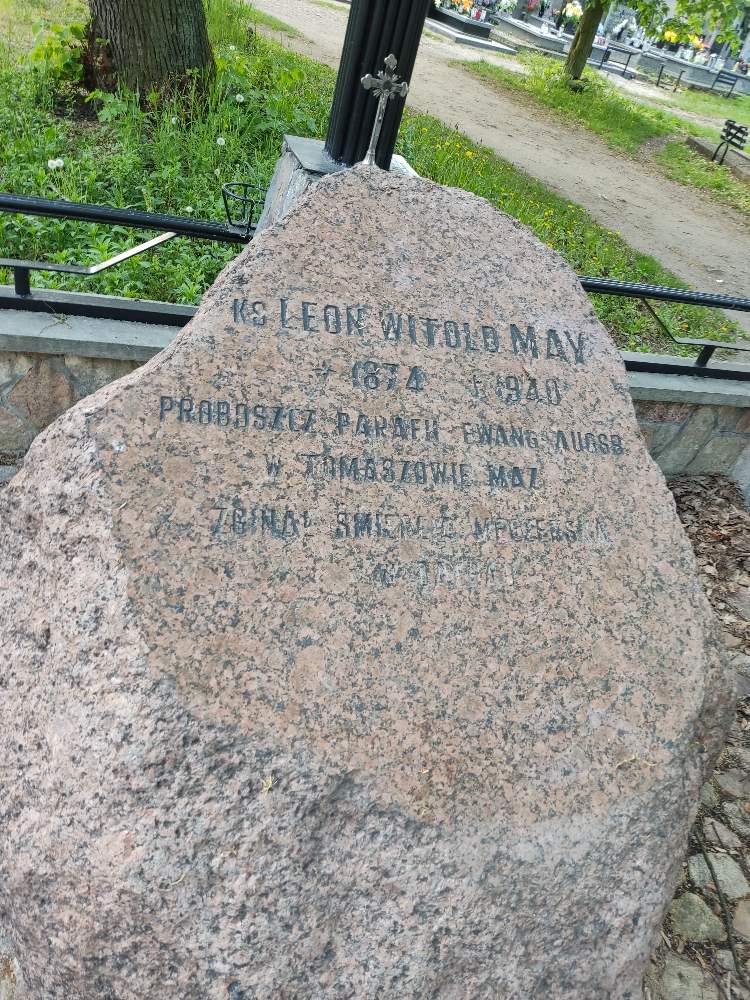 KS LEON WITOLD MAY
* 1874 † 1940
PROBOSZCZ PARAFII EWANG. AUGSB.
W TOMASZOWIE MAZ
ZGINĄŁ ŚMIERCIĄ MĘCZEŃSKĄ
W